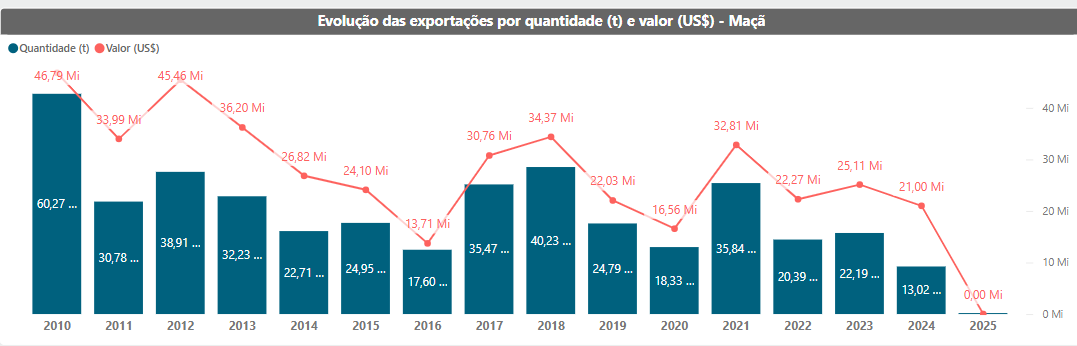 Evolução das exportações por quantidade (t) e valor (US$) - Maçã
Quantidade (t) Valor (US$)
46,79 Mi
33,99 Mi
45,46 Mi
36,20 Mi
26,82 Mi
24,10 Mi
13,71 Mi
30,76 Mi
34,37 Mi
22,03 Mi
16,56 Mi
32,81 Mi
22,27 Mi
25,11 Mi
21,00 Mi
0,00 Mi
60,27 ...
30,78 ...
38,91 ...
32,23 ...
22,71 ...
24,95 ...
17,60 ...
35,47 ...
40,23 ...
24,79 ...
18,33 ...
35,84 ...
20,39 ...
22,19 ...
13,02 ...
40 Mi
30 Mi
20 Mi
10 Mi
0 Mi
2010 2011 2012 2013 2014 2015 2016 2017 2018 2019 2020 2021 2022 2023 2024 2025